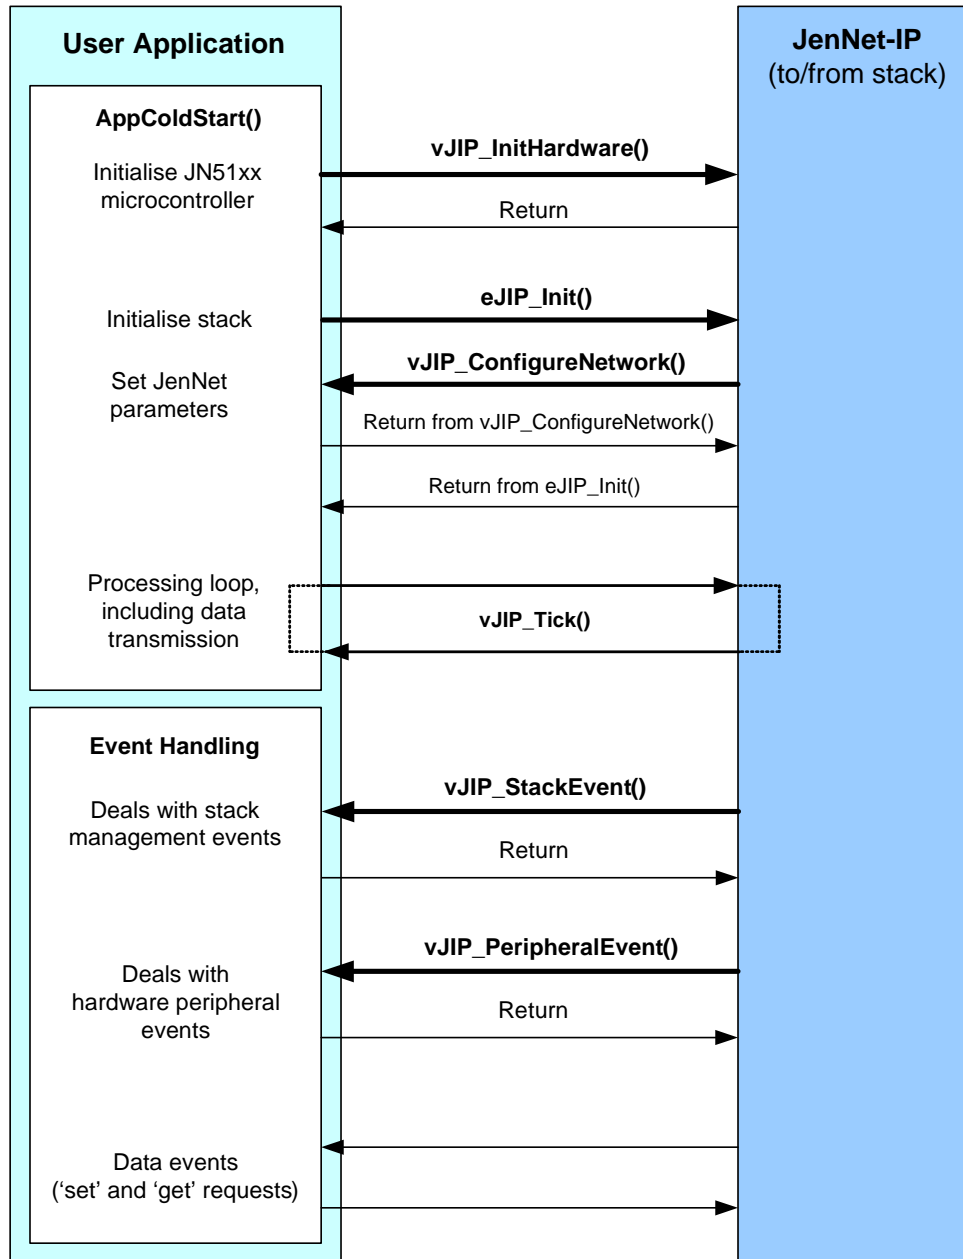 User Application
JenNet-IP
(to/from stack)
AppColdStart()
vJIP_InitHardware()
Initialise JN51xx
microcontroller
Return
eJIP_Init()
Initialise stack
vJIP_ConfigureNetwork()
Set JenNet
parameters
Return from vJIP_ConfigureNetwork()
Return from eJIP_Init()
Processing loop,
including data
transmission
vJIP_Tick()
Event Handling
vJIP_StackEvent()
Deals with stack
management events
Return
vJIP_PeripheralEvent()
Deals with
hardware peripheral
events
Return
Data events
(‘set’ and ‘get’ requests)